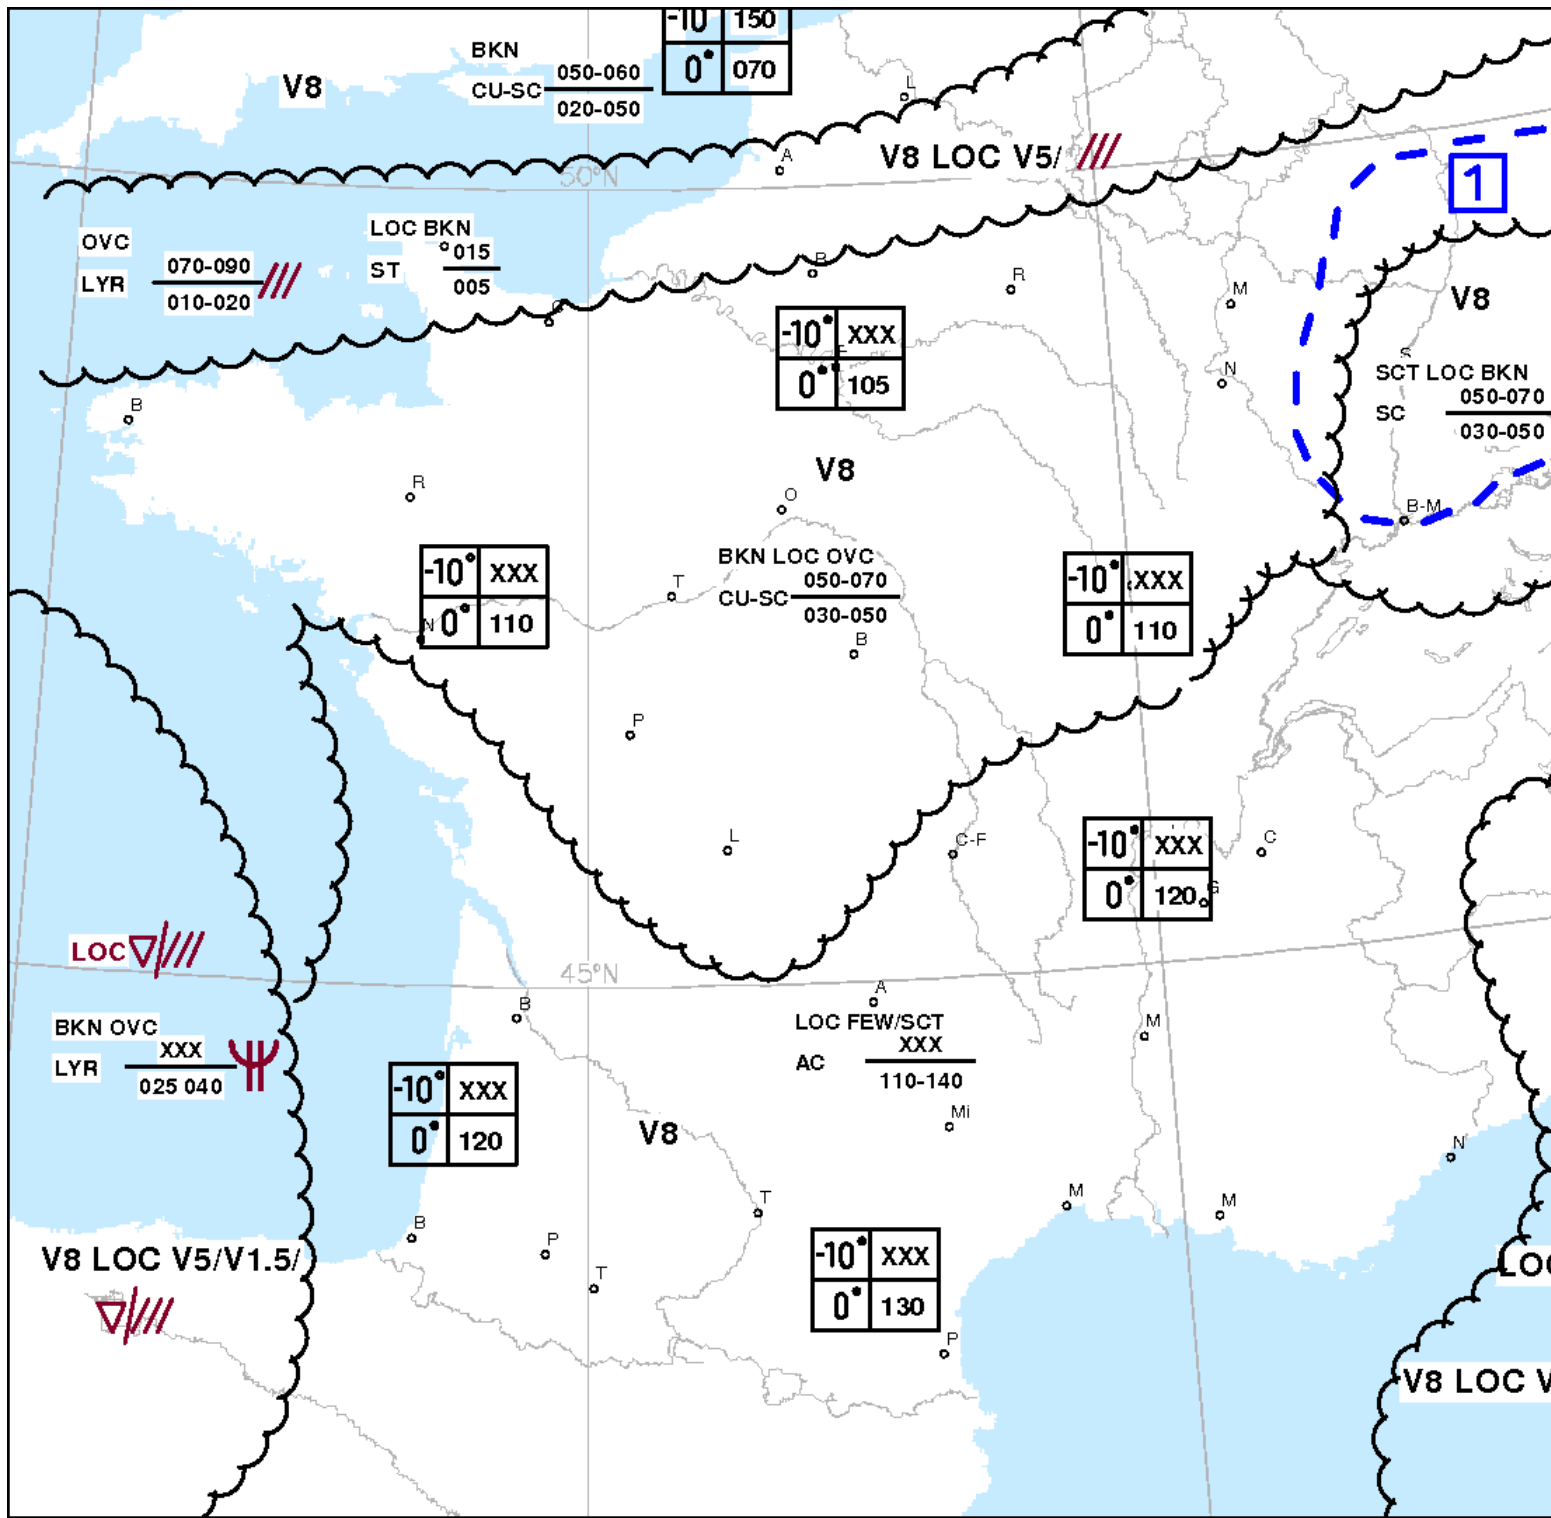 -10° 150
0° 070
BKN
CU-SC 050-060
020-050
V8
L
A
V8 LOC V5/
50°N
1
OVC
LYR 070-090
010-020
LOC BKN
ST 015
005
B
R
M
C
V8
-10° XXX
0° 105
E
N
S
SCT LOC BKN
SC 050-070
030-050
B
R
V8
O
B-M
BKN LOC OVC
CU-SC 050-070
030-050
-10° XXX
0° 110
N
T
B
-10° XXX
0° 110
P
L
C-F
-10° XXX
0° 120
G
C
LOC
45°N
B
A
BKN OVC
LYR XXX
025 040
LOC FEW/SCT
AC XXX
110-140
M
-10° XXX
0° 120
V8
Mi
N
T
M
M
B
P
T
V8 LOC V5/V1.5/
-10° XXX
0° 130
P
LOC
V8 LOC V